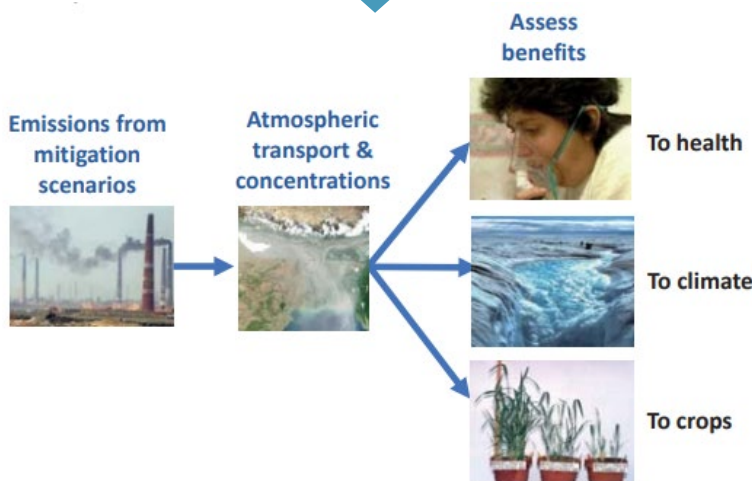 Assess
benefits
Emissions from
mitigation
scenarios
Atmospheric
transport &
concentrations
To health
To climate
To crops